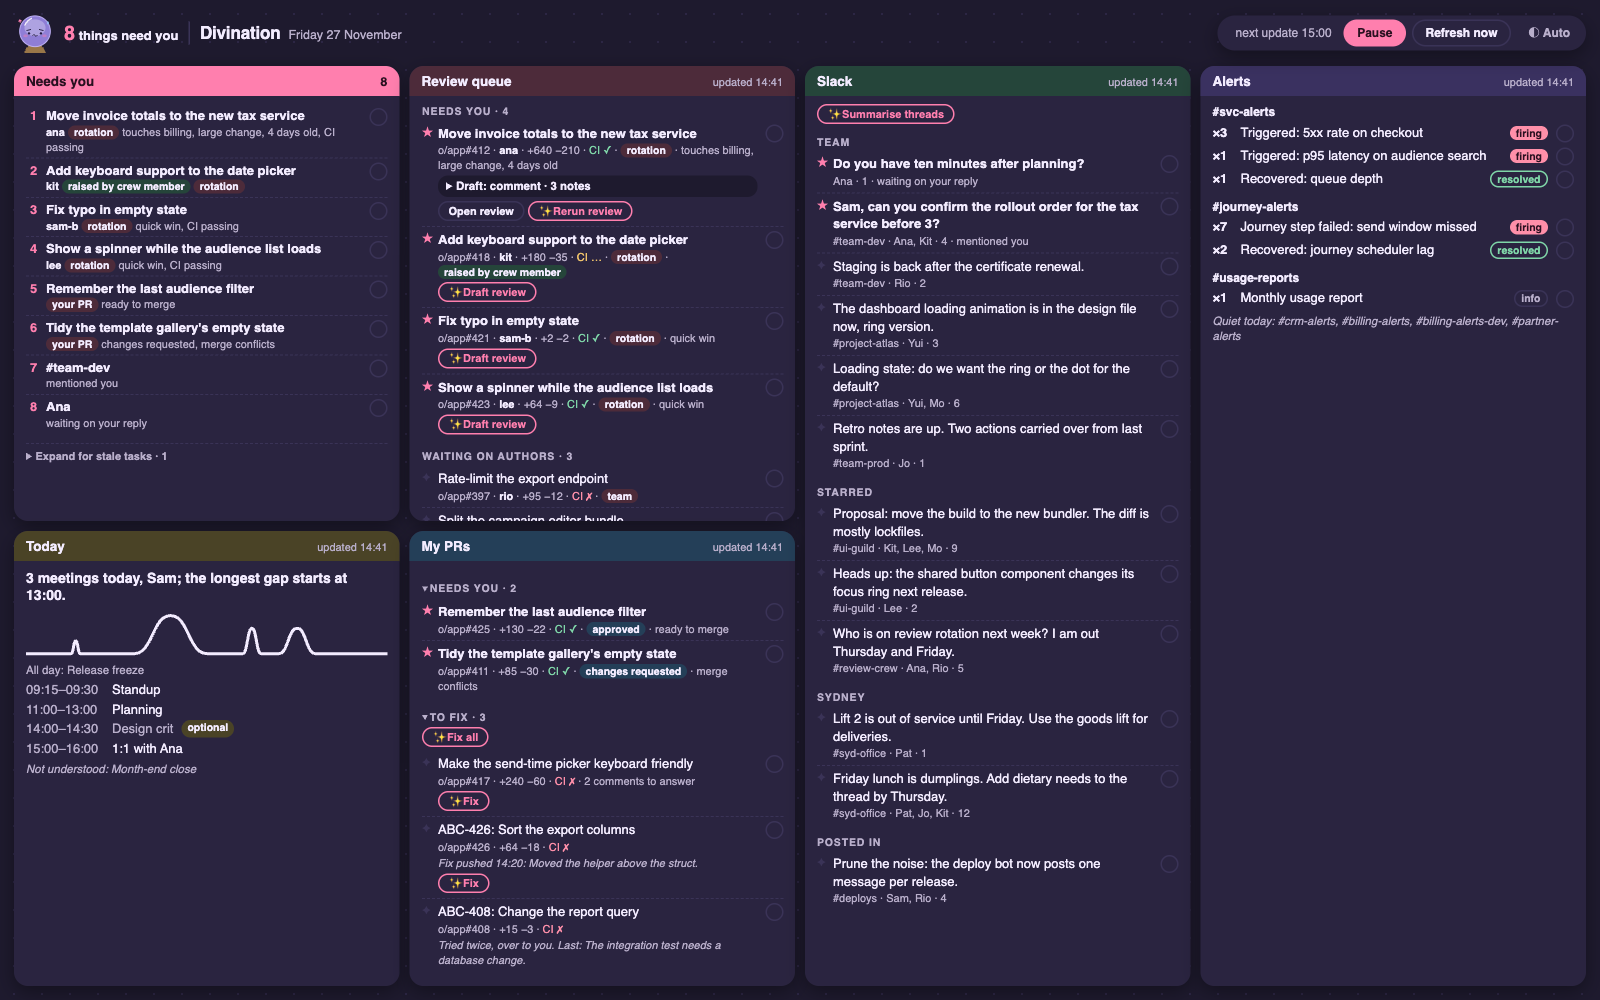 8 things need you
Divination Friday 27 November
next update 15:00 Pause Refresh now Auto
Needs you 8
1 Move invoice totals to the new tax service
ana rotation touches billing, large change, 4 days old, CI
passing
2 Add keyboard support to the date picker
kit raised by crew member rotation
3 Fix typo in empty state
sam-b rotation quick win, CI passing
4 Show a spinner while the audience list loads
lee rotation quick win, CI passing
5 Remember the last audience filter
your PR ready to merge
6 Tidy the template gallery's empty state
your PR changes requested, merge conflicts
7 #team-dev
mentioned you
8 Ana
waiting on your reply
Expand for stale tasks · 1
Today updated 14:41
3 meetings today, Sam; the longest gap starts at
13:00.
All day: Release freeze
09:15–09:30 Standup
11:00–13:00 Planning
14:00–14:30 Design crit optional
15:00–16:00 1:1 with Ana
Not understood: Month-end close
Review queue updated 14:41
NEEDS YOU · 4
Move invoice totals to the new tax service
o/app#412 · ana · +640 −210 · CI ✓ · rotation · touches billing,
large change, 4 days old
Draft: comment · 3 notes
Open review ✨Rerun review
Add keyboard support to the date picker
o/app#418 · kit · +180 −35 · CI … · rotation ·
raised by crew member
✨Draft review
Fix typo in empty state
o/app#421 · sam-b · +2 −2 · CI ✓ · rotation · quick win
✨Draft review
Show a spinner while the audience list loads
o/app#423 · lee · +64 −9 · CI ✓ · rotation · quick win
✨Draft review
WAITING ON AUTHORS · 3
Rate-limit the export endpoint
o/app#397 · rio · +95 −12 · CI ✗ · team
Split the campaign editor bundle
My PRs updated 14:41
NEEDS YOU · 2
Remember the last audience filter
o/app#425 · +130 −22 · CI ✓ · approved · ready to merge
Tidy the template gallery's empty state
o/app#411 · +85 −30 · CI ✓ · changes requested · merge
conflicts
TO FIX · 3
✨Fix all
Make the send-time picker keyboard friendly
o/app#417 · +240 −60 · CI ✗ · 2 comments to answer
✨Fix
ABC-426: Sort the export columns
o/app#426 · +64 −18 · CI ✗
Fix pushed 14:20: Moved the helper above the struct.
✨Fix
ABC-408: Change the report query
o/app#408 · +15 −3 · CI ✗
Tried twice, over to you. Last: The integration test needs a
database change.
Slack updated 14:41
✨Summarise threads
TEAM
Do you have ten minutes after planning?
Ana · 1 · waiting on your reply
Sam, can you confirm the rollout order for the tax
service before 3?
#team-dev · Ana, Kit · 4 · mentioned you
Staging is back after the certificate renewal.
#team-dev · Rio · 2
The dashboard loading animation is in the design file
now, ring version.
#project-atlas · Yui · 3
Loading state: do we want the ring or the dot for the
default?
#project-atlas · Yui, Mo · 6
Retro notes are up. Two actions carried over from last
sprint.
#team-prod · Jo · 1
STARRED
Proposal: move the build to the new bundler. The diff is
mostly lockfiles.
#ui-guild · Kit, Lee, Mo · 9
Heads up: the shared button component changes its
focus ring next release.
#ui-guild · Lee · 2
Who is on review rotation next week? I am out
Thursday and Friday.
#review-crew · Ana, Rio · 5
SYDNEY
Lift 2 is out of service until Friday. Use the goods lift for
deliveries.
#syd-office · Pat · 1
Friday lunch is dumplings. Add dietary needs to the
thread by Thursday.
#syd-office · Pat, Jo, Kit · 12
POSTED IN
Prune the noise: the deploy bot now posts one
message per release.
#deploys · Sam, Rio · 4
Alerts updated 14:41
#svc-alerts
×3 Triggered: 5xx rate on checkout firing
×1 Triggered: p95 latency on audience search firing
×1 Recovered: queue depth resolved
#journey-alerts
×7 Journey step failed: send window missed firing
×2 Recovered: journey scheduler lag resolved
#usage-reports
×1 Monthly usage report info
Quiet today: #crm-alerts, #billing-alerts, #billing-alerts-dev, #partner-
alerts